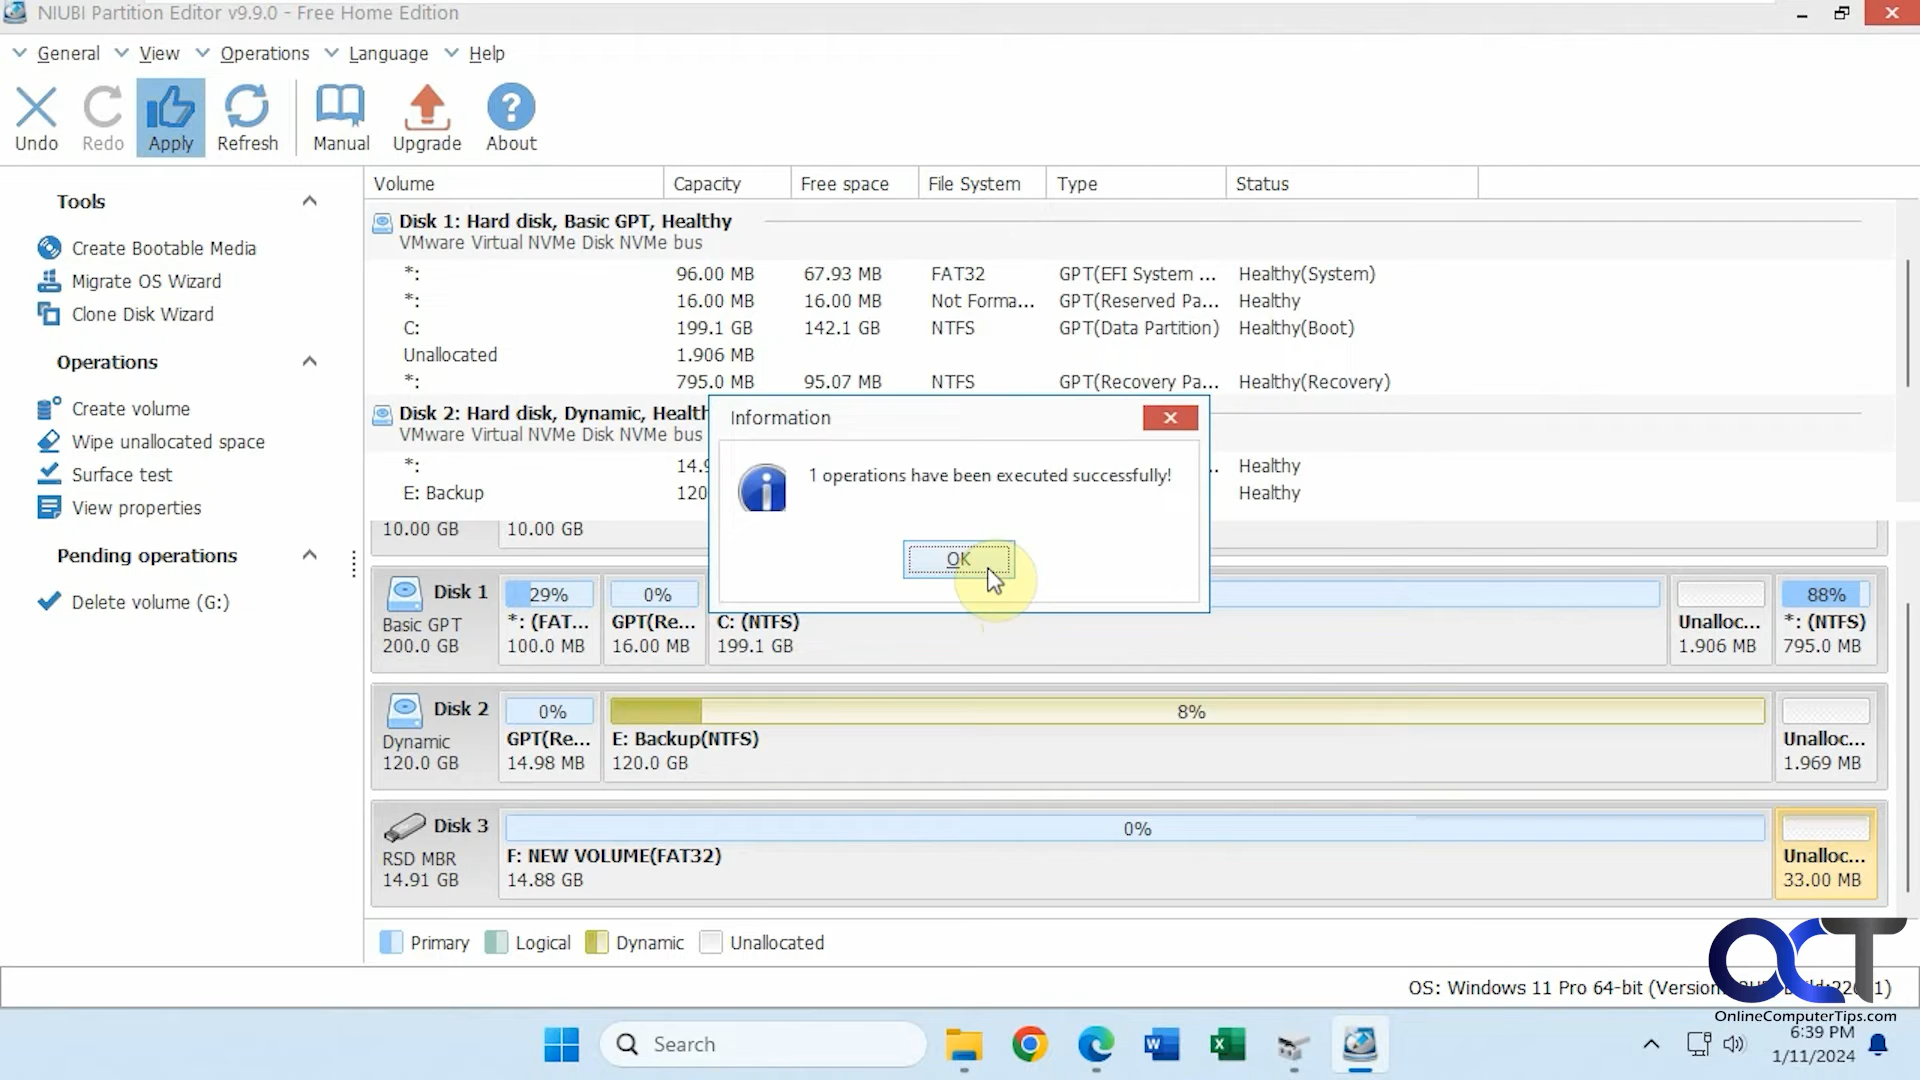 NIUBI Partition Editor v9.9.0 - Free Home Edition
General View Operations Language Help
Undo Redo Apply Refresh Manual Upgrade About
Tools
Create Bootable Media
Migrate OS Wizard
Clone Disk Wizard
Operations
Create volume
Wipe unallocated space
Surface test
View properties
Pending operations
Delete volume (G:)
Volume Capacity Free space File System Type Status
Disk 1: Hard disk, Basic GPT, Healthy
VMware Virtual NVMe Disk NVMe bus
*: 96.00 MB 67.93 MB FAT32 GPT(EFI System ... Healthy(System)
*: 16.00 MB 16.00 MB Not Forma... GPT(Reserved Pa... Healthy
C: 199.1 GB 142.1 GB NTFS GPT(Data Partition) Healthy(Boot)
Unallocated 1.906 MB
*: 795.0 MB 95.07 MB NTFS GPT(Recovery Pa... Healthy(Recovery)
Disk 2: Hard disk, Dynamic, Health
VMware Virtual NVMe Disk NVMe bus
*: 14.9 Healthy
E: Backup 120.0 Healthy
Information
1 operations have been executed successfully!
OK
10.00 GB 10.00 GB
Disk 1 29% 0% 88%
Basic GPT *: (FAT... GPT(Re... C: (NTFS) Unalloc... *: (NTFS)
200.0 GB 100.0 MB 16.00 MB 199.1 GB 1.906 MB 795.0 MB
Disk 2 0% 8%
Dynamic GPT(Re... E: Backup(NTFS) Unalloc...
120.0 GB 14.98 MB 120.0 GB 1.969 MB
Disk 3 0%
RSD MBR F: NEW VOLUME(FAT32) Unalloc...
14.91 GB 14.88 GB 33.00 MB
Primary Logical Dynamic Unallocated
OS: Windows 11 Pro 64-bit (Version
OCT
OnlineComputerTips.com
Search
6:39 PM
1/11/2024